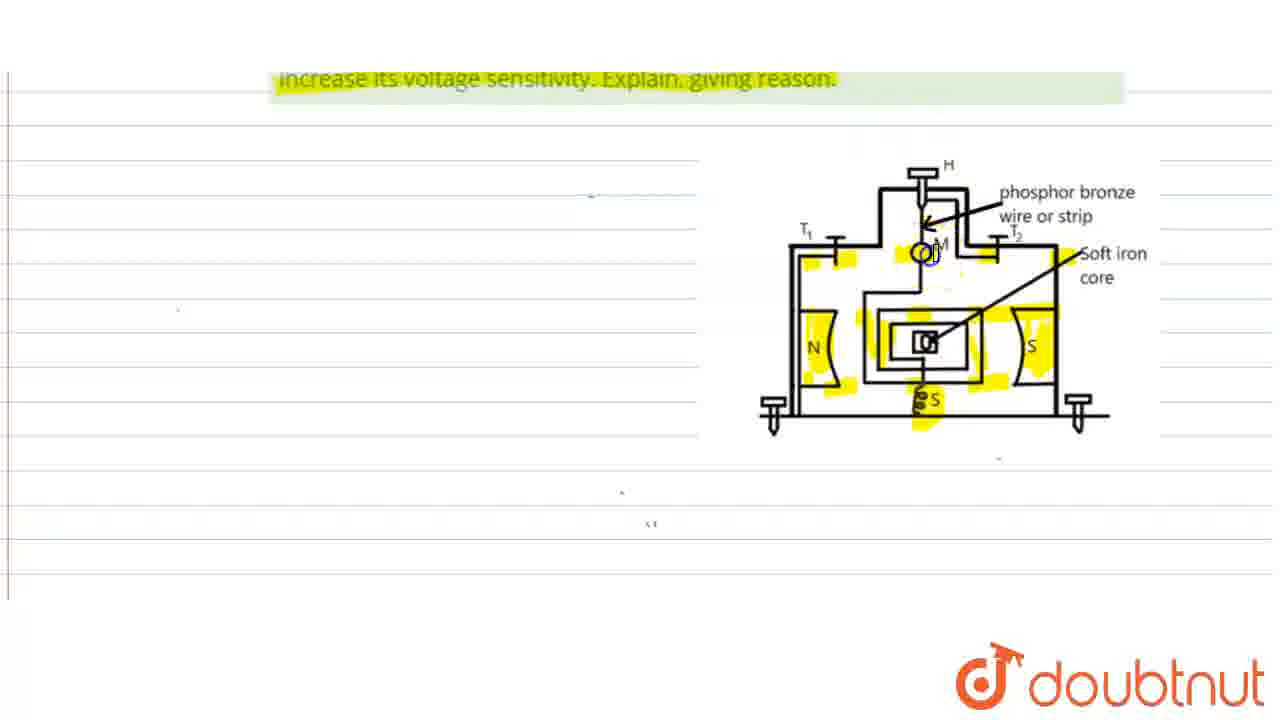 increase its voltage sensitivity. Explain, giving reason.
H
phosphor bronze
wire or strip
T1
T2
M
Soft iron
core
N
S
S
doubtnut